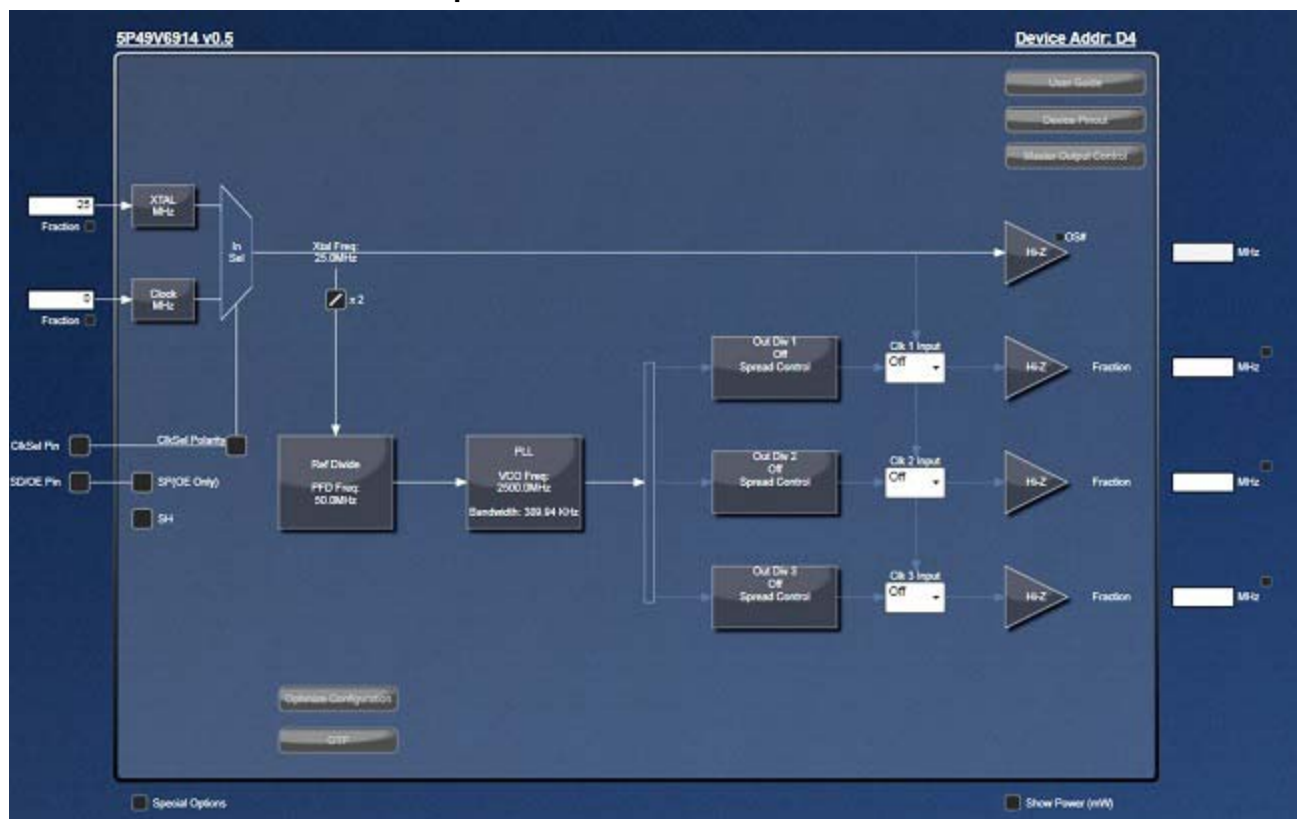 5P49V6914 v0.5
Device Addr: D4
User Guide
Device Pinout
Master Output Control
25
XTAL
MHz
Fraction
In
Sel
Xtal Freq:
25.0MHz
OS#
Hi-Z
MHz
0
Clock
MHz
Fraction
x 2
Out Div 1
Off
Spread Control
Clk 1 Input
Off
Hi-Z
Fraction
MHz
ClkSel Pin
ClkSel Polarity
SD/OE Pin
SP(OE Only)
SH
Ref Divide
PFD Freq:
50.0MHz
PLL
VCO Freq:
2500.0MHz
Bandwidth: 389.94 KHz
Out Div 2
Off
Spread Control
Clk 2 Input
Off
Hi-Z
Fraction
MHz
Out Div 3
Off
Spread Control
Clk 3 Input
Off
Hi-Z
Fraction
MHz
Optimize Configuration
OTP
Special Options
Show Power (mW)